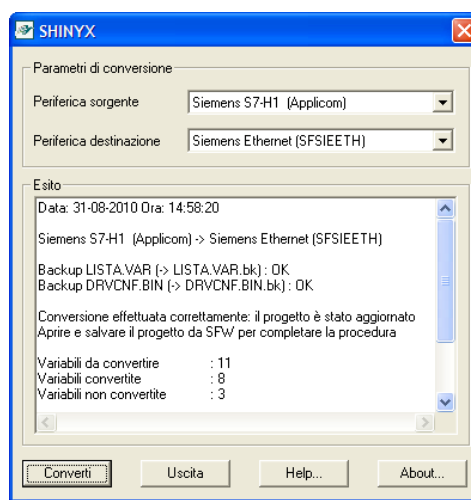 SHINYX
Parametri di conversione
Periferica sorgente Siemens S7-H1 (Applicom)
Periferica destinazione Siemens Ethernet (SFSIEETH)
Esito
Data: 31-08-2010 Ora: 14:58:20
Siemens S7-H1 (Applicom) -> Siemens Ethernet (SFSIEETH)
Backup LISTA.VAR (-> LISTA.VAR.bk) : OK
Backup DRVCNF.BIN (-> DRVCNF.BIN.bk) : OK
Conversione effettuata correttamente: il progetto è stato aggiornato
Aprire e salvare il progetto da SFW per completare la procedura
Variabili da convertire : 11
Variabili convertite : 8
Variabili non convertite : 3
Converti Uscita Help... About...